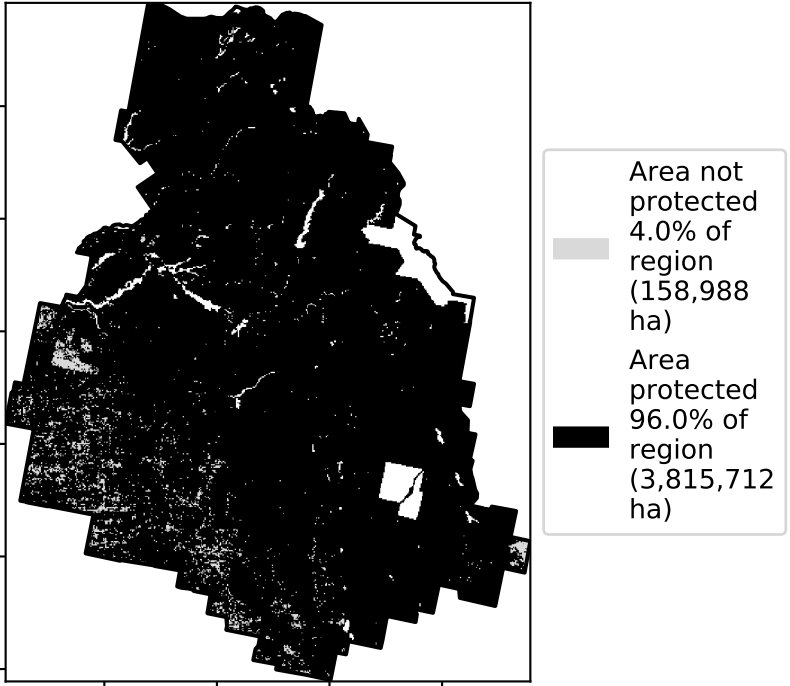 Area not
protected
4.0% of
region
(158,988
ha)
Area
protected
96.0% of
region
(3,815,712
ha)